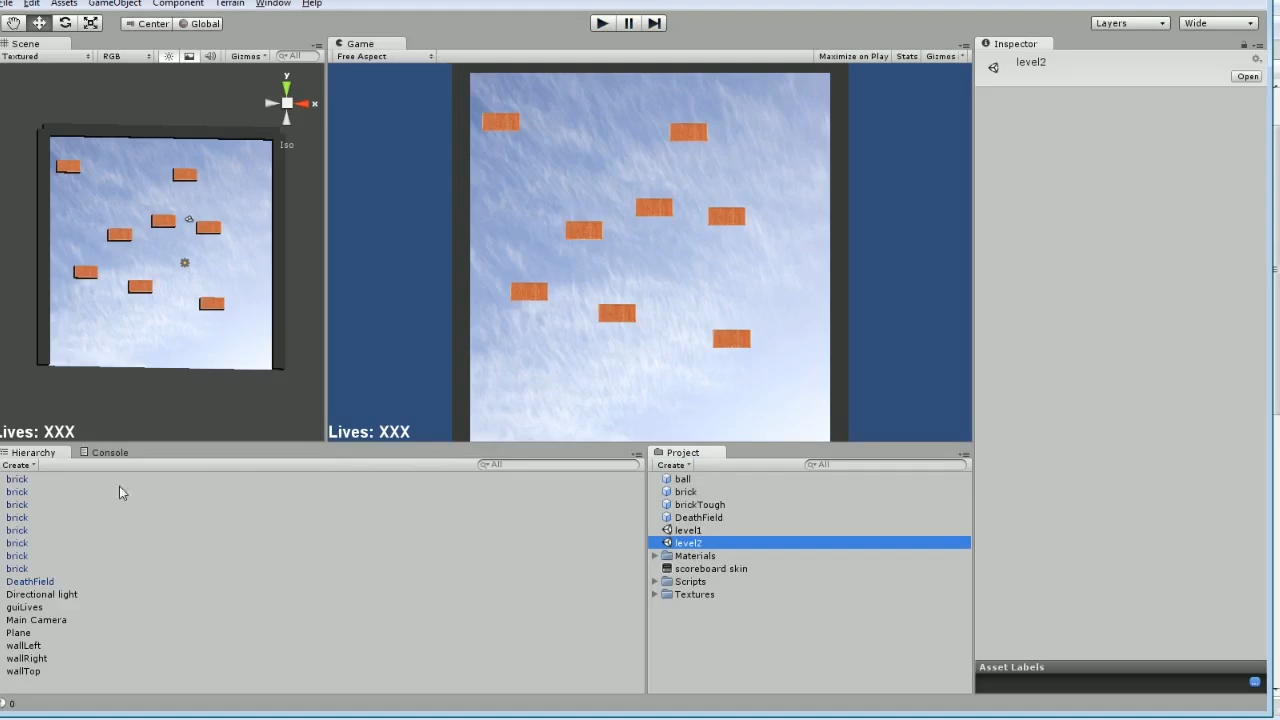 File Edit Assets GameObject Component Terrain Window Help
Center Global Layers Wide
Scene Game Inspector
Textured RGB Gizmos All Free Aspect Maximize on Play Stats Gizmos
level2
Open
y
x
Iso
Lives: XXX Lives: XXX
Hierarchy Console Project
Create All Create All
brick ball
brick brick
brick brickTough
brick DeathField
brick level1
brick level2
brick Materials
brick scoreboard skin
DeathField Scripts
Directional light Textures
guiLives
Main Camera
Plane
wallLeft
wallRight
wallTop
Asset Labels
0